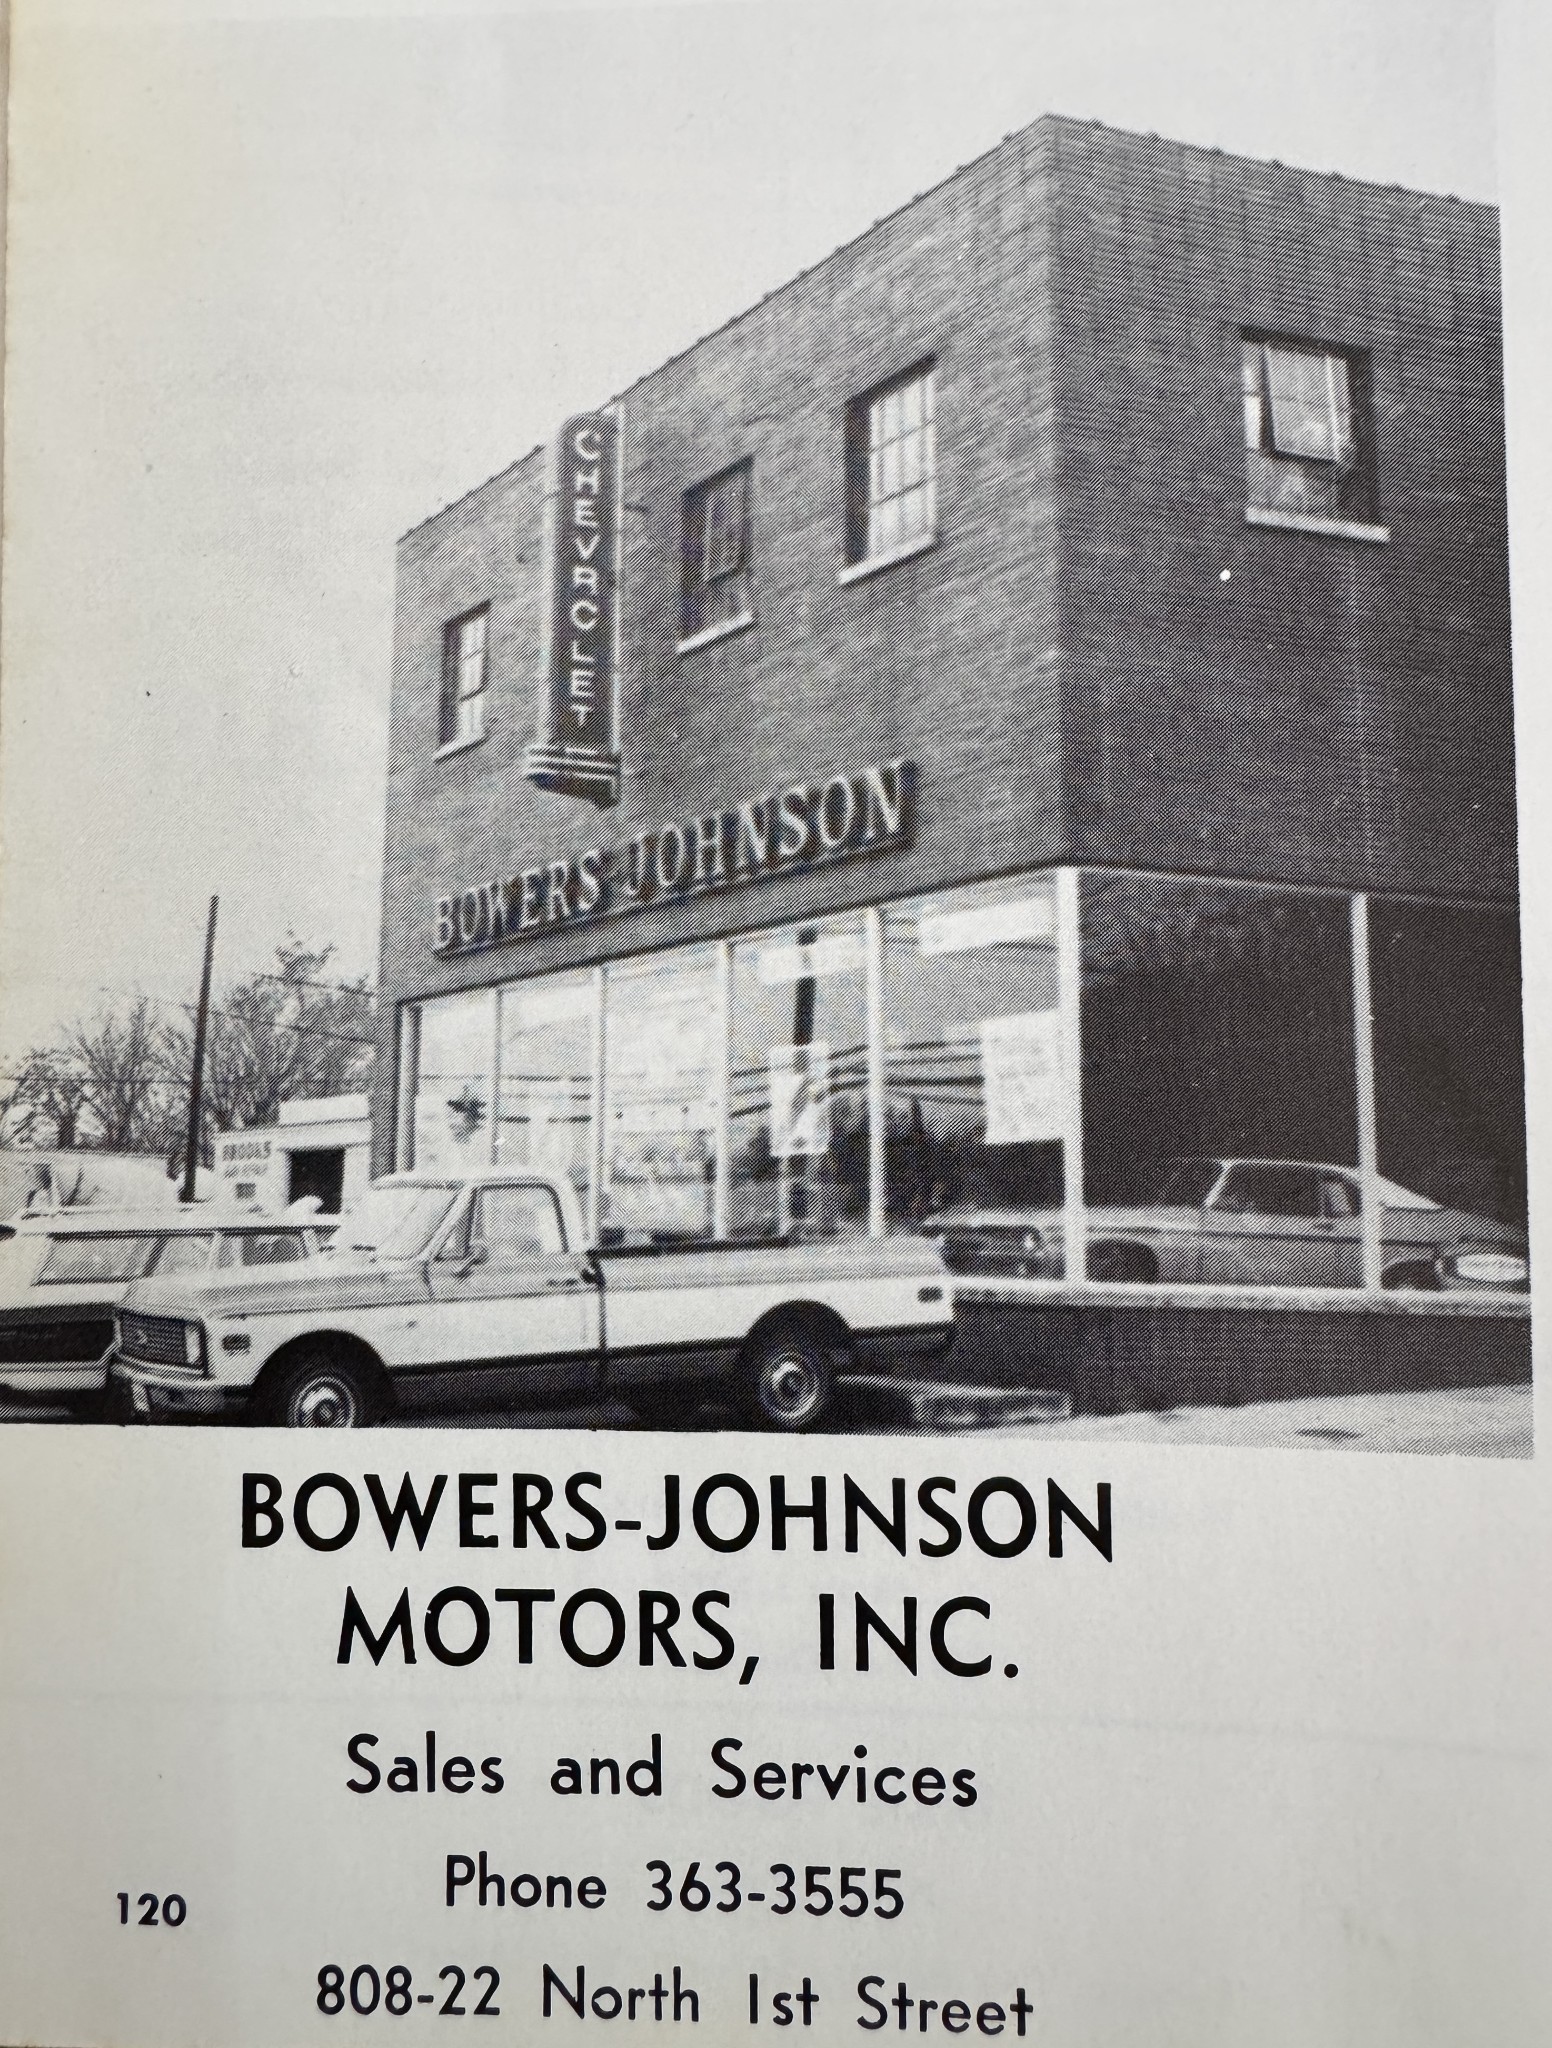 CHEVROLET
BOWERS JOHNSON
BOWERS-JOHNSON
MOTORS, INC.
Sales and Services
Phone 363-3555
120
808-22 North 1st Street